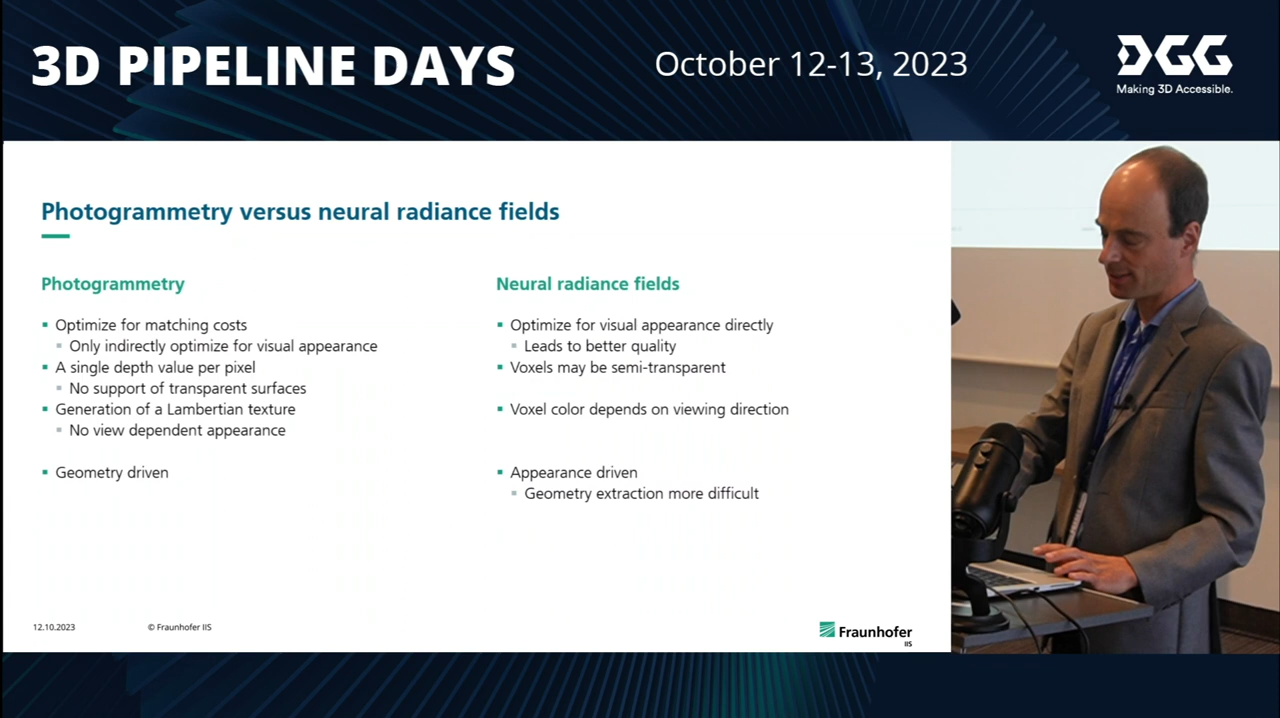 3D PIPELINE DAYS
October 12-13, 2023
DGG
Making 3D Accessible.
Photogrammetry versus neural radiance fields
Photogrammetry
Optimize for matching costs
Only indirectly optimize for visual appearance
A single depth value per pixel
No support of transparent surfaces
Generation of a Lambertian texture
No view dependent appearance
Geometry driven
Neural radiance fields
Optimize for visual appearance directly
Leads to better quality
Voxels may be semi-transparent
Voxel color depends on viewing direction
Appearance driven
Geometry extraction more difficult
12.10.2023
© Fraunhofer IIS
Fraunhofer
IIS